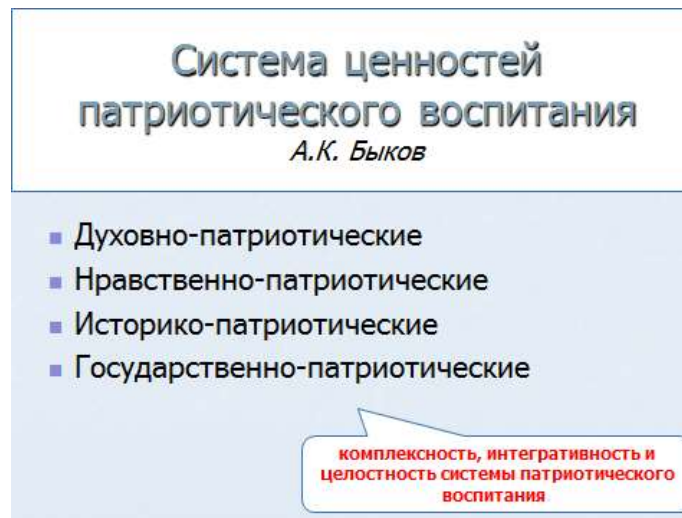 Система ценностей
патриотического воспитания
А.К. Быков
Духовно-патриотические
Нравственно-патриотические
Историко-патриотические
Государственно-патриотические
комплексность, интегративность и
целостность системы патриотического
воспитания